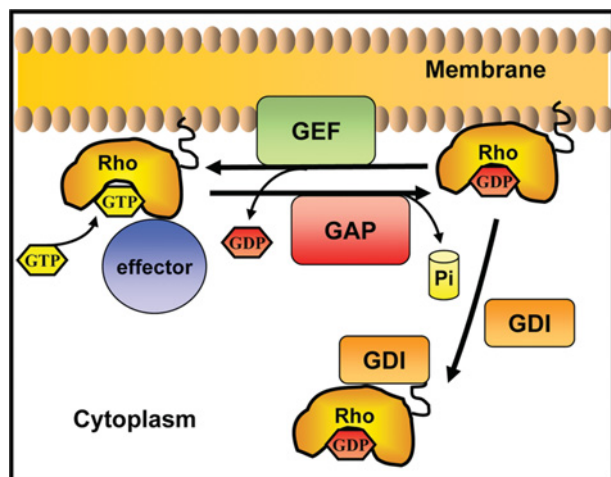 Membrane
GEF
Rho
GTP
Rho
GDP
GTP
effector
GDP
GAP
Pi
GDI
GDI
Cytoplasm
Rho
GDP